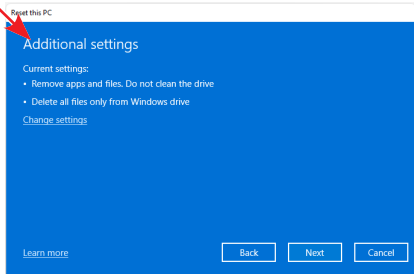 Reset this PC
Additional settings
Current settings:
• Remove apps and files. Do not clean the drive
• Delete all files only from Windows drive
Change settings
Learn more
Back
Next
Cancel